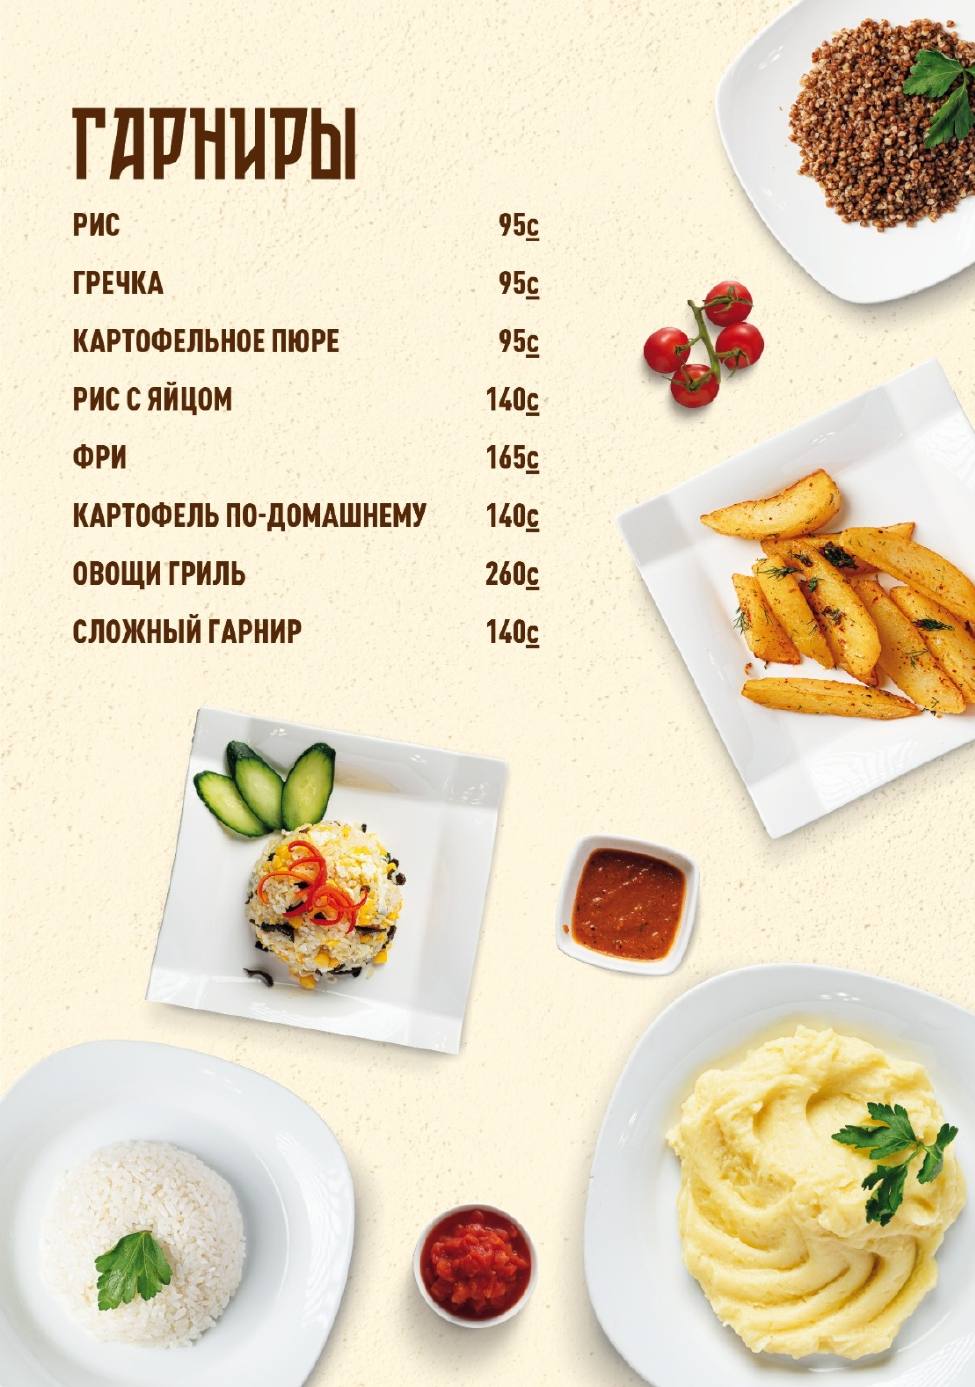 ГАРНИРЫ
РИС 95с
ГРЕЧКА 95с
КАРТОФЕЛЬНОЕ ПЮРЕ 95с
РИС С ЯЙЦОМ 140с
ФРИ 165с
КАРТОФЕЛЬ ПО-ДОМАШНЕМУ 140с
ОВОЩИ ГРИЛЬ 260с
СЛОЖНЫЙ ГАРНИР 140с